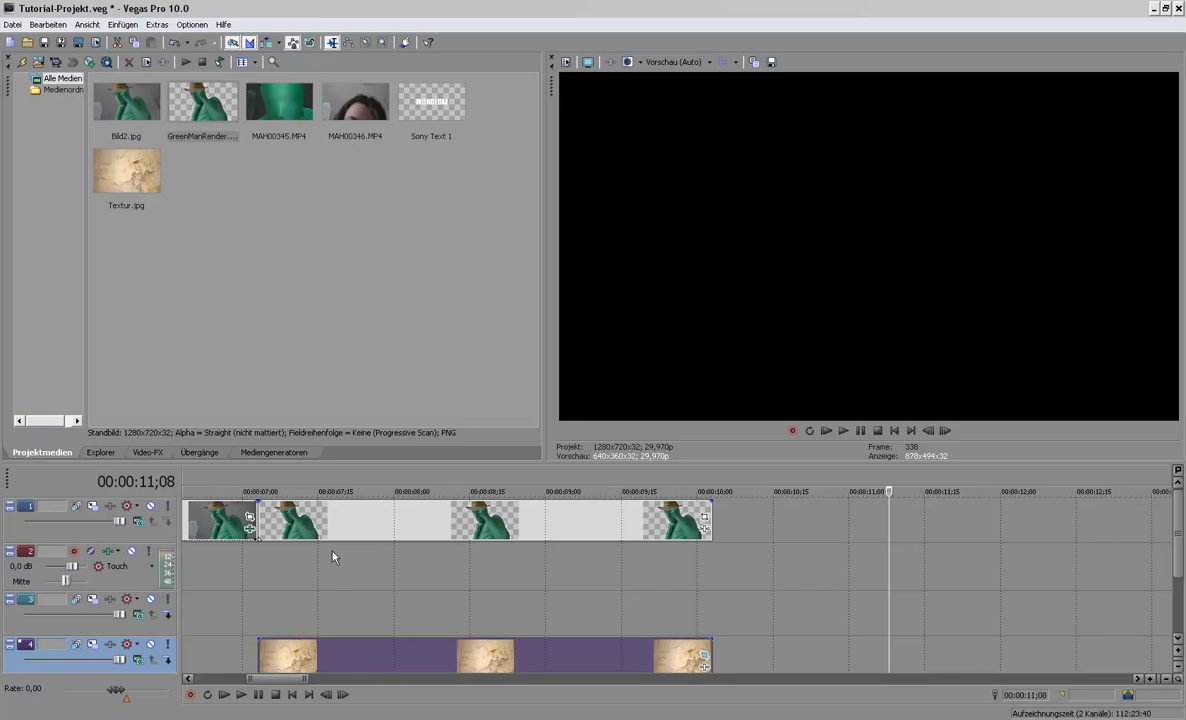 Tutorial-Projekt.veg * - Vegas Pro 10.0
Datei Bearbeiten Ansicht Einfügen Extras Optionen Hilfe
Vorschau (Auto)
Alle Medien
Medienordn
Bild2.jpg GreenManRender.... MAH00345.MP4 MAH00346.MP4 Sony Text 1
Textur.jpg
Standbild: 1280x720x32; Alpha = Straight (nicht mattiert); Fieldreihenfolge = Keine (Progressive Scan); PNG
Projektmedien Explorer Video-FX Übergänge Mediengeneratoren
Projekt: 1280x720x32; 29,970p Frame: 338
Vorschau: 640x360x32; 29,970p Anzeige: 878x494x32
00:00:11;08
00:00:07;00 00:00:07;15 00:00:08;00 00:00:08;15 00:00:09;00 00:00:09;15 00:00:10;00 00:00:10;15 00:00:11;00 00:00:11;15 00:00:12;00 00:00:12;15 00:00:
1
2
0,0 dB Touch
12-
24-
36-
48-
Mitte
3
4
Rate: 0,00
00:00:11;08
Aufzeichnungszeit (2 Kanäle): 112:23:40